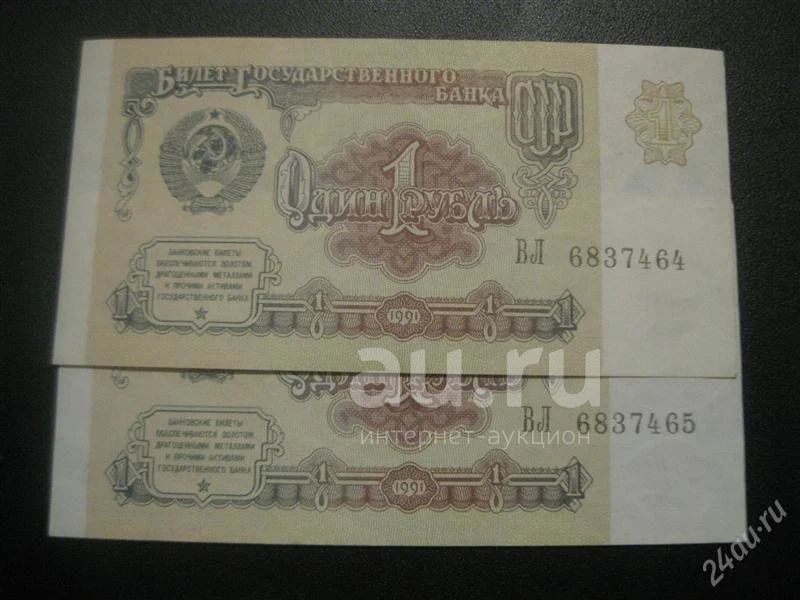 Билет Государственного
Банка
СССР
1
Один 1 рубль
ВЛ 6837464
БАНКОВСКИЕ БИЛЕТЫ
ОБЕСПЕЧИВАЮТСЯ ЗОЛОТОМ,
ДРАГОЦЕННЫМИ МЕТАЛЛАМИ
И ПРОЧИМИ АКТИВАМИ
ГОСУДАРСТВЕННОГО БАНКА
1 1 1991 1 1
au.ru
интернет-аукцион
ВЛ 6837465
БАНКОВСКИЕ БИЛЕТЫ
ОБЕСПЕЧИВАЮТСЯ ЗОЛОТОМ,
ДРАГОЦЕННЫМИ МЕТАЛЛАМИ
И ПРОЧИМИ АКТИВАМИ
ГОСУДАРСТВЕННОГО БАНКА
1 1 1991 1 1
24au.ru